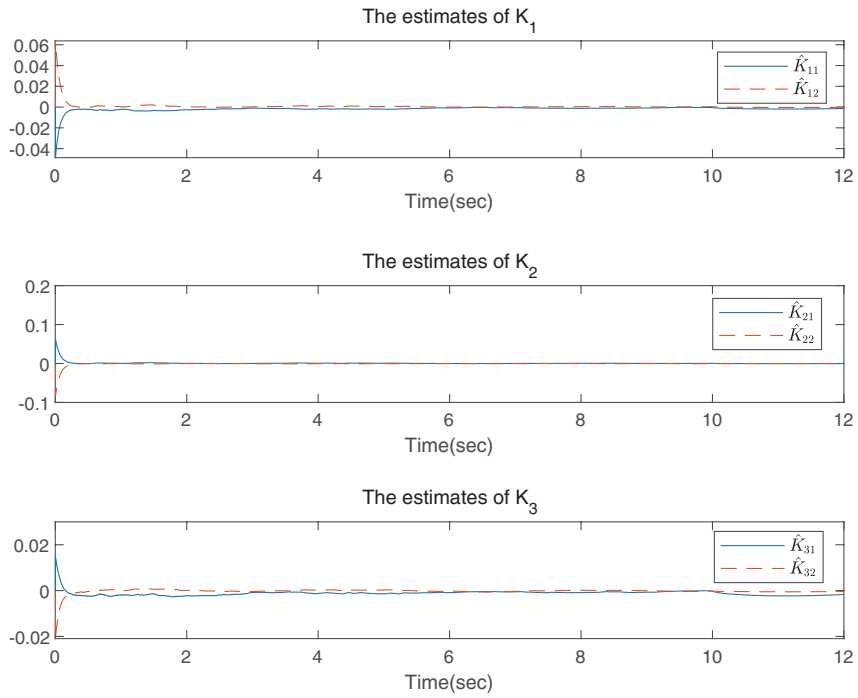 The estimates of K1
0.06
0.04
0.02
0
-0.02
-0.04
K̂11
K̂12
0 2 4 6 8 10 12
Time(sec)
The estimates of K2
0.2
0.1
0
-0.1
K̂21
K̂22
0 2 4 6 8 10 12
Time(sec)
The estimates of K3
0.02
0
-0.02
K̂31
K̂32
0 2 4 6 8 10 12
Time(sec)